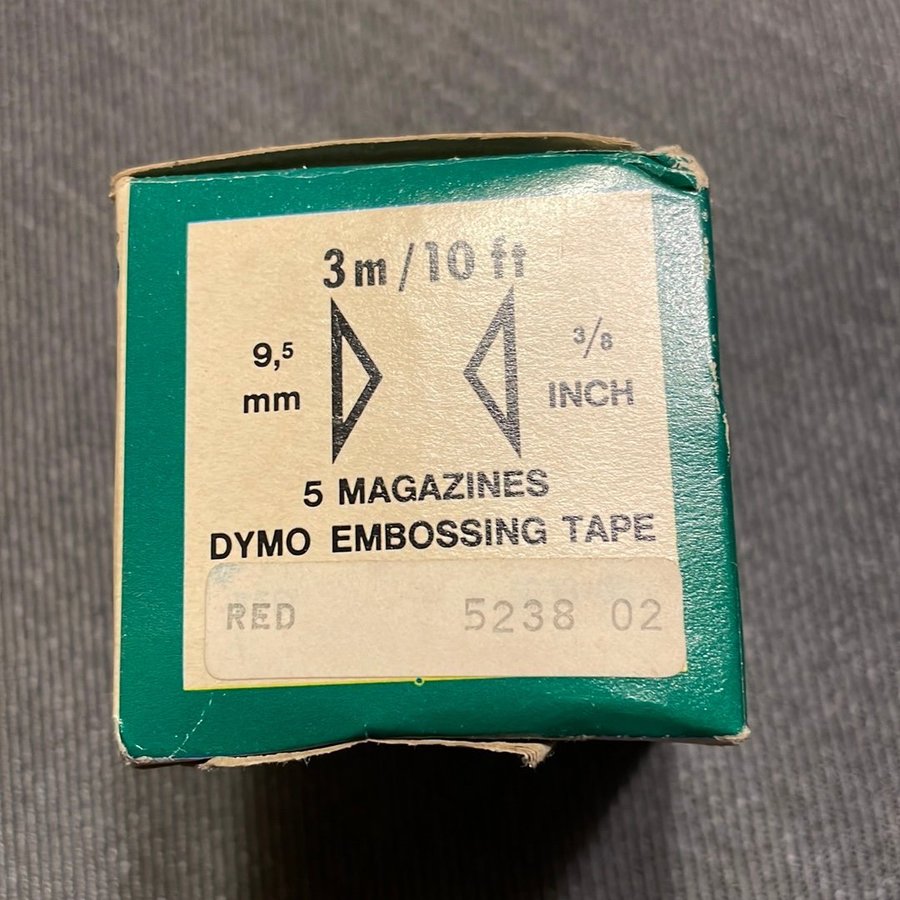 3m/10 ft
9,5 mm
3/8 INCH
5 MAGAZINES
DYMO EMBOSSING TAPE
RED 5238 02